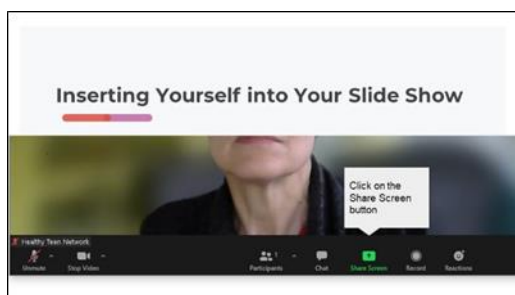 Inserting Yourself into Your Slide Show
Click on the
Share Screen
button
Healthy Teen Network
Unmute
Stop Video
Participants
1
Chat
Share Screen
Record
Reactions